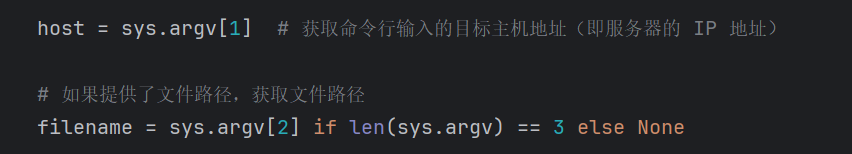 host = sys.argv[1]  # 获取命令行输入的目标主机地址（即服务器的 IP 地址）
# 如果提供了文件路径，获取文件路径
filename = sys.argv[2] if len(sys.argv) == 3 else None